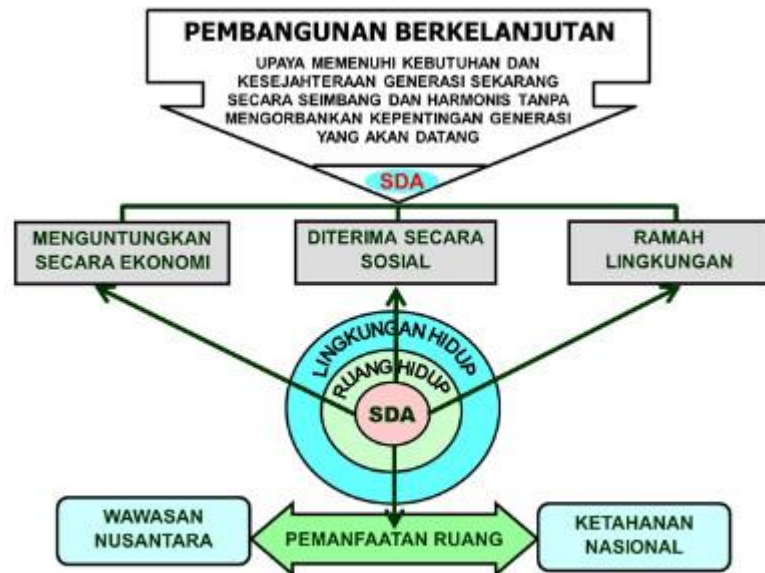 PEMBANGUNAN BERKELANJUTAN
UPAYA MEMENUHI KEBUTUHAN DAN
KESEJAHTERAAN GENERASI SEKARANG
SECARA SEIMBANG DAN HARMONIS TANPA
MENGORBANKAN KEPENTINGAN GENERASI
YANG AKAN DATANG
SDA
MENGUNTUNGKAN
SECARA EKONOMI
DITERIMA SECARA
SOSIAL
RAMAH
LINGKUNGAN
LINGKUNGAN HIDUP
RUANG HIDUP
SDA
WAWASAN
NUSANTARA
PEMANFAATAN RUANG
KETAHANAN
NASIONAL